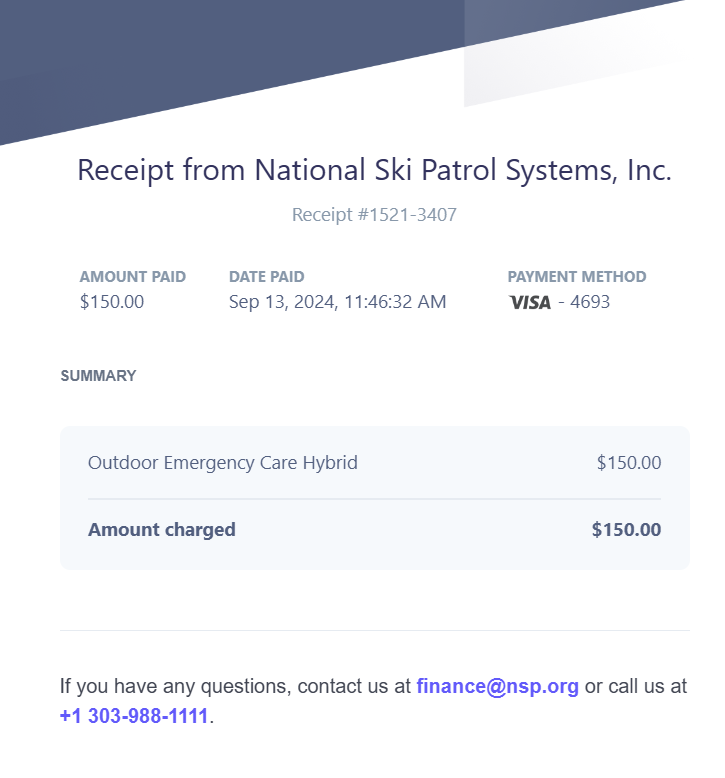 Receipt from National Ski Patrol Systems, Inc.
Receipt #1521-3407
AMOUNT PAID DATE PAID PAYMENT METHOD
$150.00 Sep 13, 2024, 11:46:32 AM VISA - 4693
SUMMARY
Outdoor Emergency Care Hybrid $150.00
Amount charged $150.00
If you have any questions, contact us at finance@nsp.org or call us at
+1 303-988-1111.